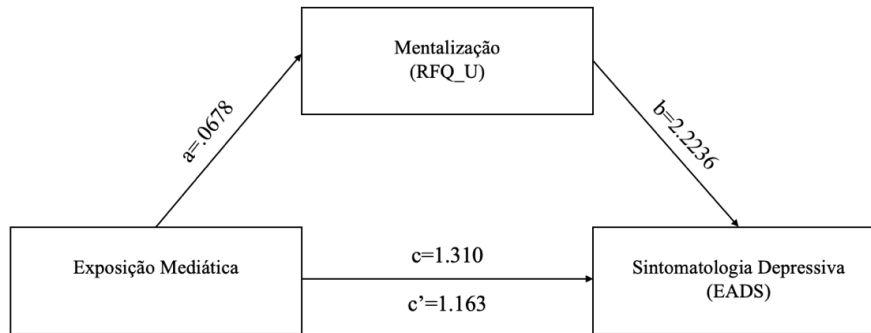 Mentalização
(RFQ_U)
a=.0678
b=2.2236
Exposição Mediática
c=1.310
c’=1.163
Sintomatologia Depressiva
(EADS)